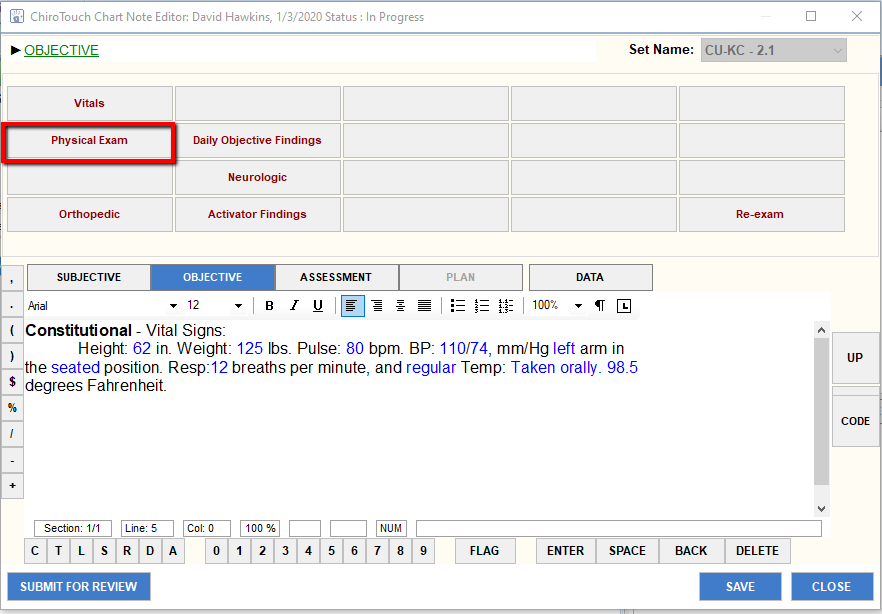 ChiroTouch Chart Note Editor: David Hawkins, 1/3/2020 Status : In Progress
OBJECTIVE
Set Name: CU-KC - 2.1
Vitals
Physical Exam Daily Objective Findings
Neurologic
Orthopedic Activator Findings Re-exam
, SUBJECTIVE OBJECTIVE ASSESSMENT PLAN DATA
. Arial 12 B I U 100% ¶ L
( Constitutional - Vital Signs:
Height: 62 in. Weight: 125 lbs. Pulse: 80 bpm. BP: 110/74, mm/Hg left arm in
) the seated position. Resp:12 breaths per minute, and regular Temp: Taken orally. 98.5
$ degrees Fahrenheit.
UP
%
CODE
/
-
+
Section: 1/1 Line: 5 Col: 0 100 % NUM
C T L S R D A 0 1 2 3 4 5 6 7 8 9 FLAG ENTER SPACE BACK DELETE
SUBMIT FOR REVIEW SAVE CLOSE